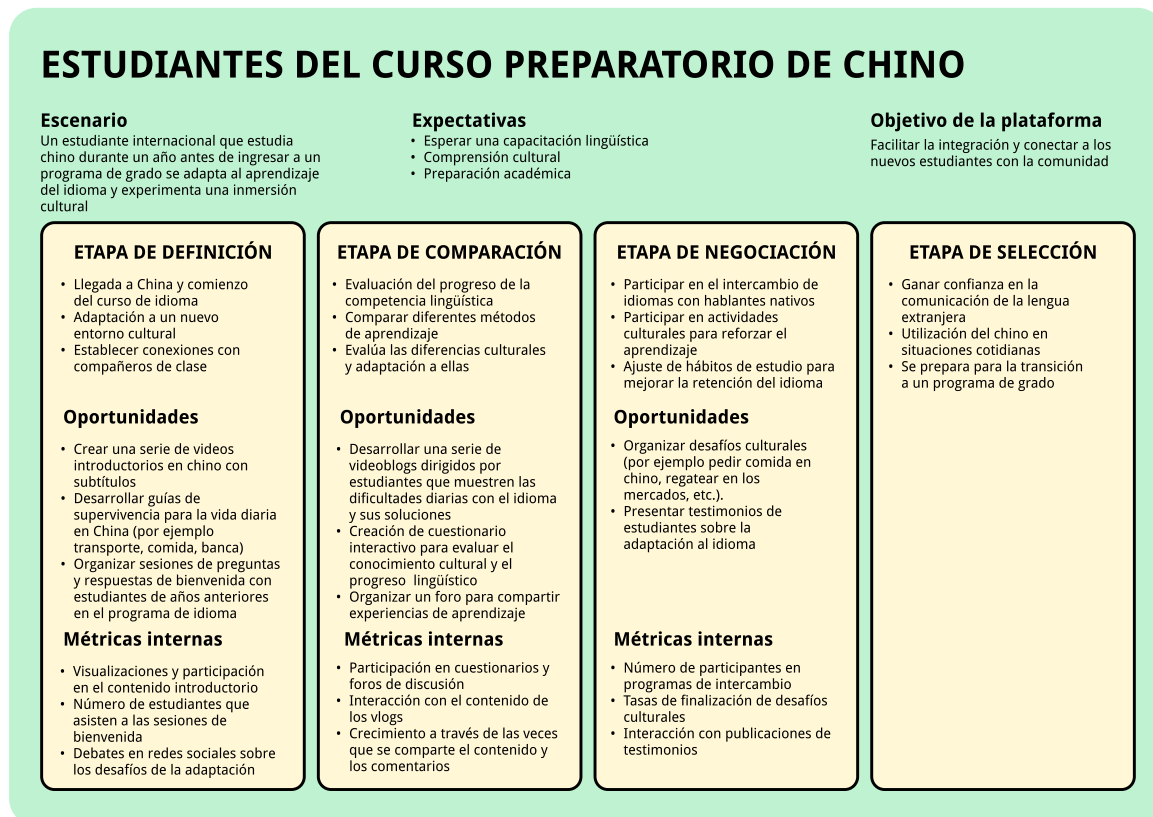 ESTUDIANTES DEL CURSO PREPARATORIO DE CHINO
Escenario
Un estudiante internacional que estudia
chino durante un año antes de ingresar a un
programa de grado se adapta al aprendizaje
del idioma y experimenta una inmersión
cultural
Expectativas
• Esperar una capacitación lingüística
• Comprensión cultural
• Preparación académica
Objetivo de la plataforma
Facilitar la integración y conectar a los
nuevos estudiantes con la comunidad
ETAPA DE DEFINICIÓN
• Llegada a China y comienzo
del curso de idioma
• Adaptación a un nuevo
entorno cultural
• Establecer conexiones con
compañeros de clase
Oportunidades
• Crear una serie de videos
introductorios en chino con
subtítulos
• Desarrollar guías de
supervivencia para la vida diaria
en China (por ejemplo
transporte, comida, banca)
• Organizar sesiones de preguntas
y respuestas de bienvenida con
estudiantes de años anteriores
en el programa de idioma
Métricas internas
• Visualizaciones y participación
en el contenido introductorio
• Número de estudiantes que
asisten a las sesiones de
bienvenida
• Debates en redes sociales sobre
los desafíos de la adaptación
ETAPA DE COMPARACIÓN
• Evaluación del progreso de la
competencia lingüística
• Comparar diferentes métodos
de aprendizaje
• Evalúa las diferencias culturales
y adaptación a ellas
Oportunidades
• Desarrollar una serie de
videoblogs dirigidos por
estudiantes que muestren las
dificultades diarias con el idioma
y sus soluciones
• Creación de cuestionario
interactivo para evaluar el
conocimiento cultural y el
progreso  lingüístico
• Organizar un foro para compartir
experiencias de aprendizaje
Métricas internas
• Participación en cuestionarios y
foros de discusión
• Interacción con el contenido de
los vlogs
• Crecimiento a través de las veces
que se comparte el contenido y
los comentarios
ETAPA DE NEGOCIACIÓN
• Participar en el intercambio de
idiomas con hablantes nativos
• Participar en actividades
culturales para reforzar el
aprendizaje
• Ajuste de hábitos de estudio para
mejorar la retención del idioma
Oportunidades
• Organizar desafíos culturales
(por ejemplo pedir comida en
chino, regatear en los
mercados, etc.).
• Presentar testimonios de
estudiantes sobre la
adaptación al idioma
Métricas internas
• Número de participantes en
programas de intercambio
• Tasas de finalización de desafíos
culturales
• Interacción con publicaciones de
testimonios
ETAPA DE SELECCIÓN
• Ganar confianza en la
comunicación de la lengua
extranjera
• Utilización del chino en
situaciones cotidianas
• Se prepara para la transición
a un programa de grado